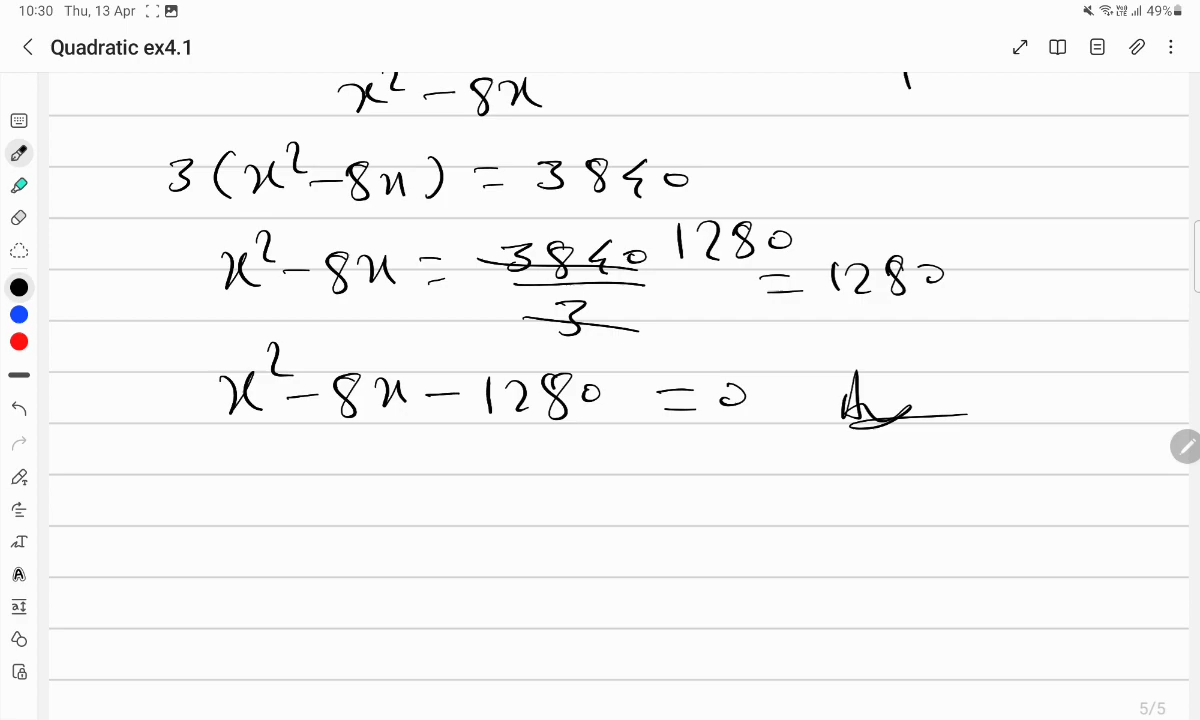 10:30 Thu, 13 Apr 49%
Quadratic ex4.1
x² - 8x
3(x² - 8x) = 3840
x² - 8x = 3840/3 1280 = 1280
x² - 8x - 1280 = 0
5/5